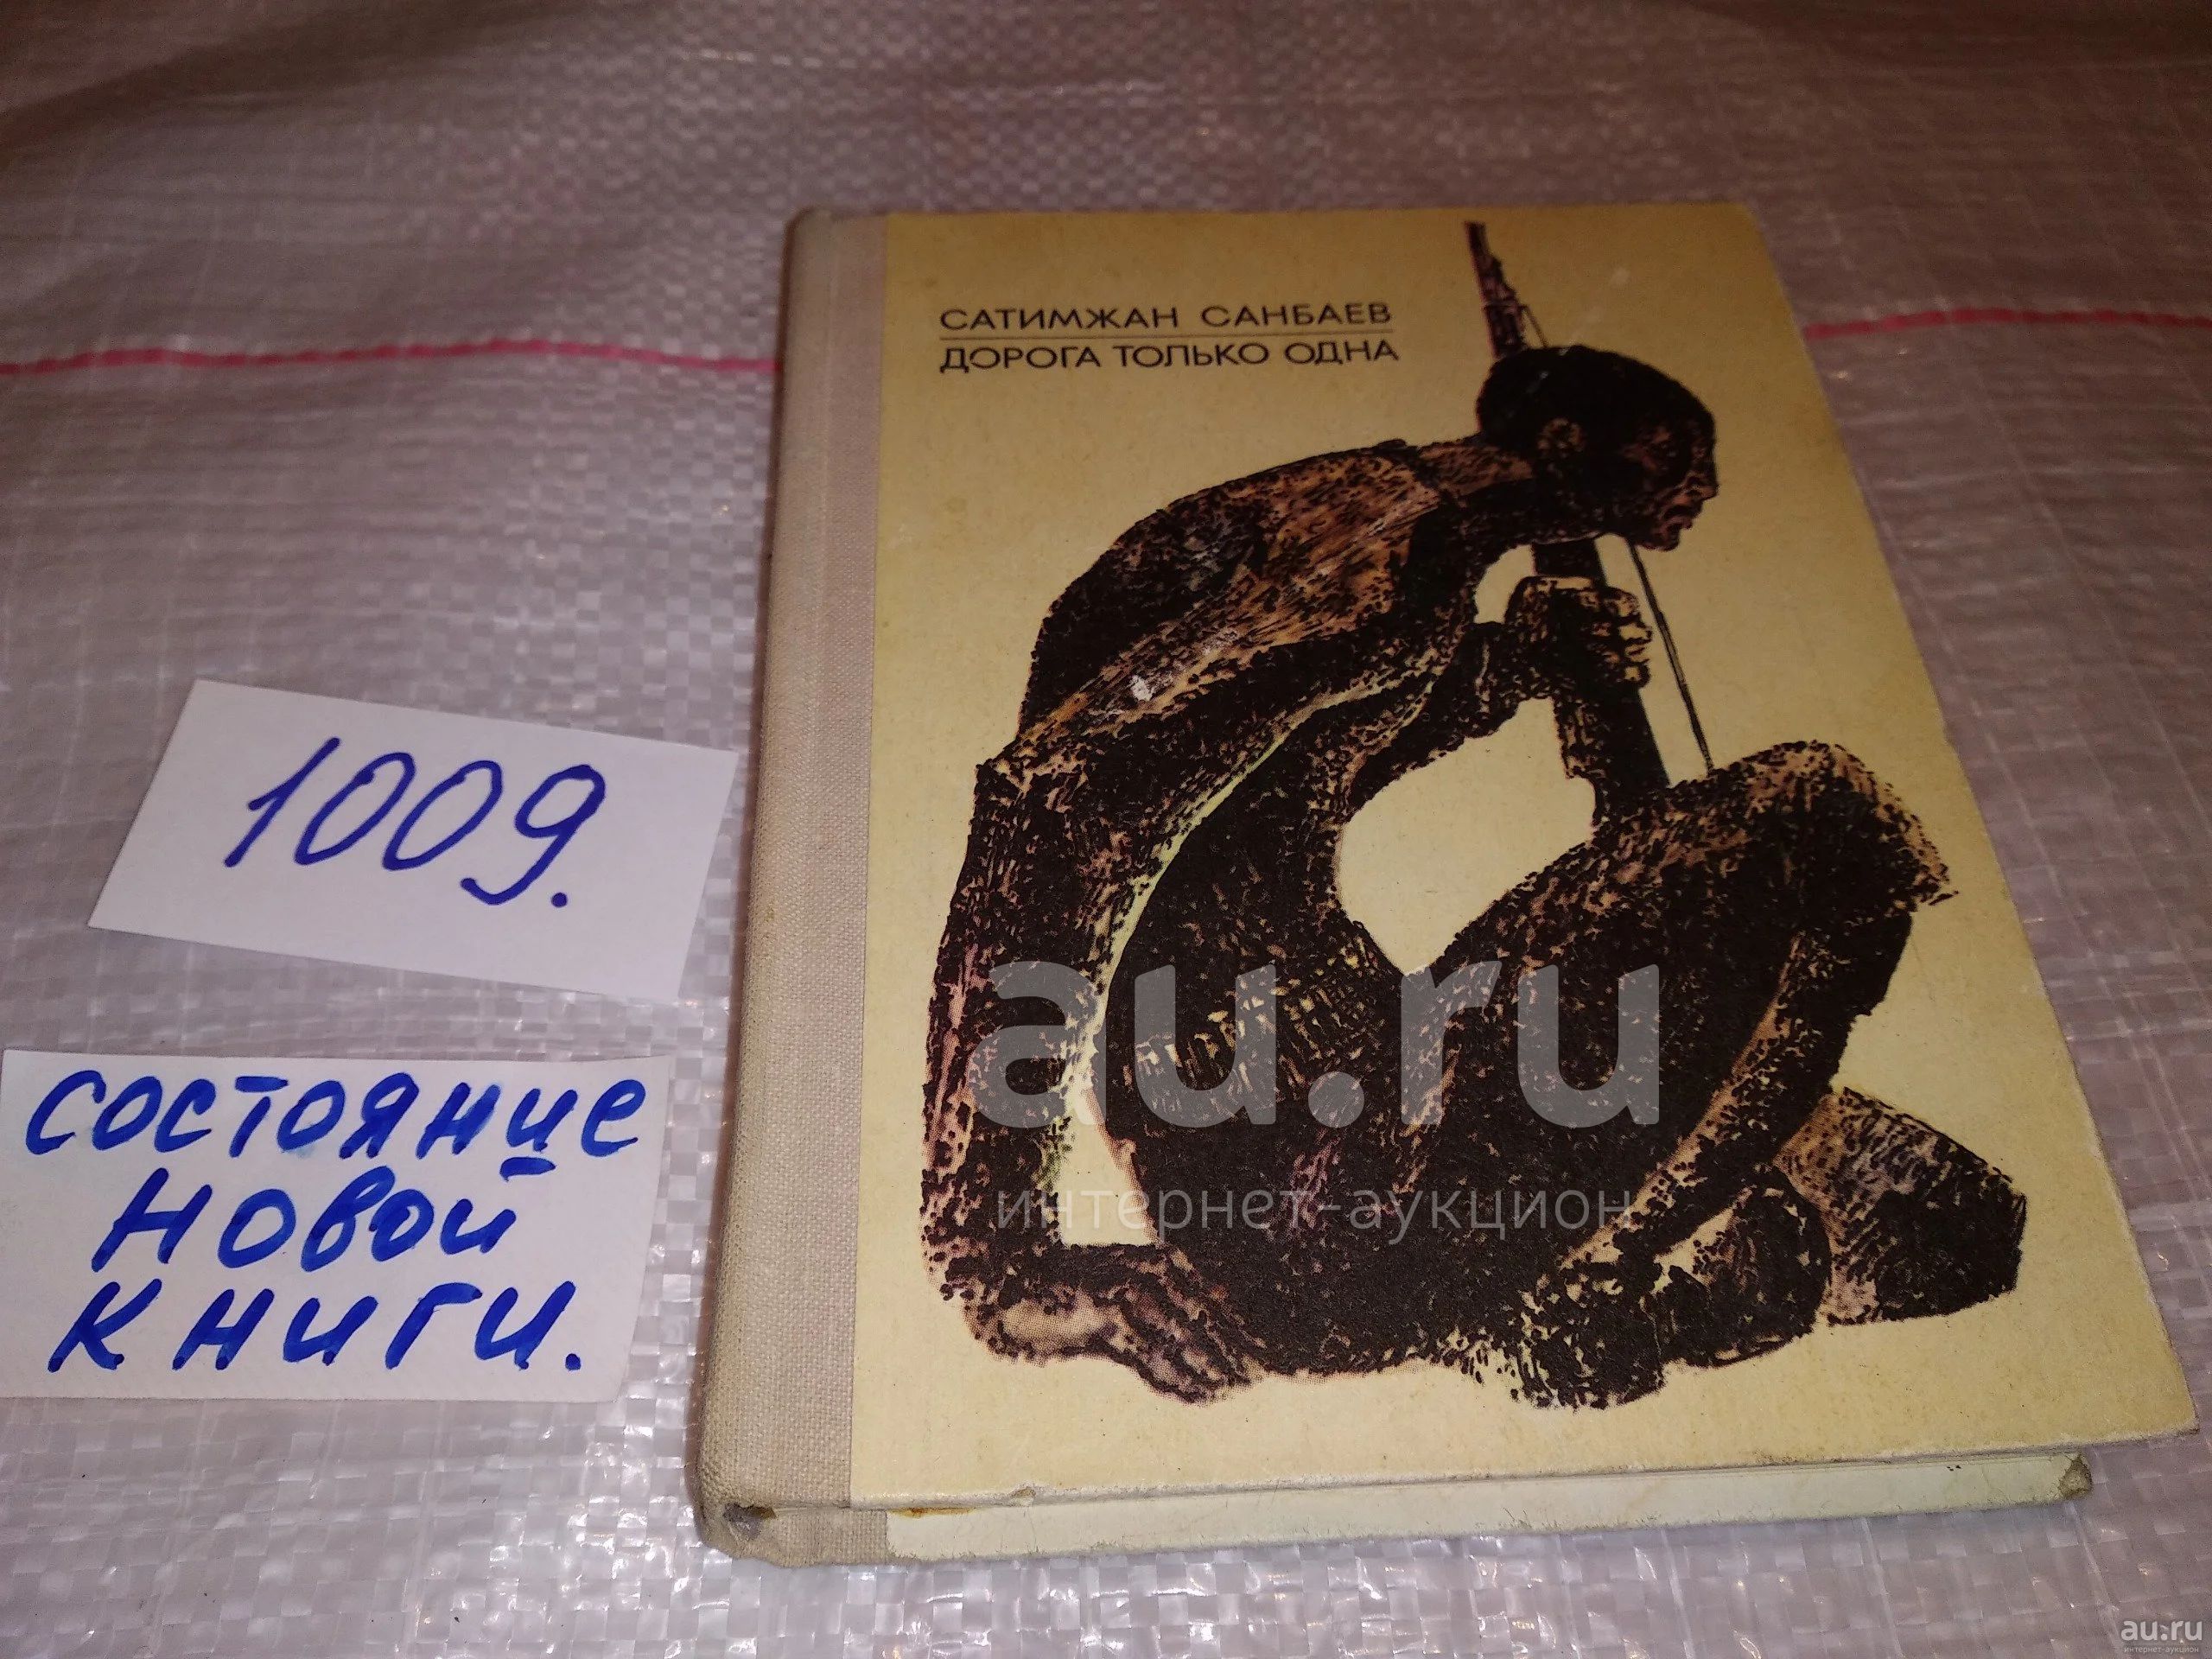 САТИМЖАН САНБАЕВ
ДОРОГА ТОЛЬКО ОДНА
1009.
состояние
новой
книги.
au.ru
интернет-аукцион
au.ru
интернет-аукцион